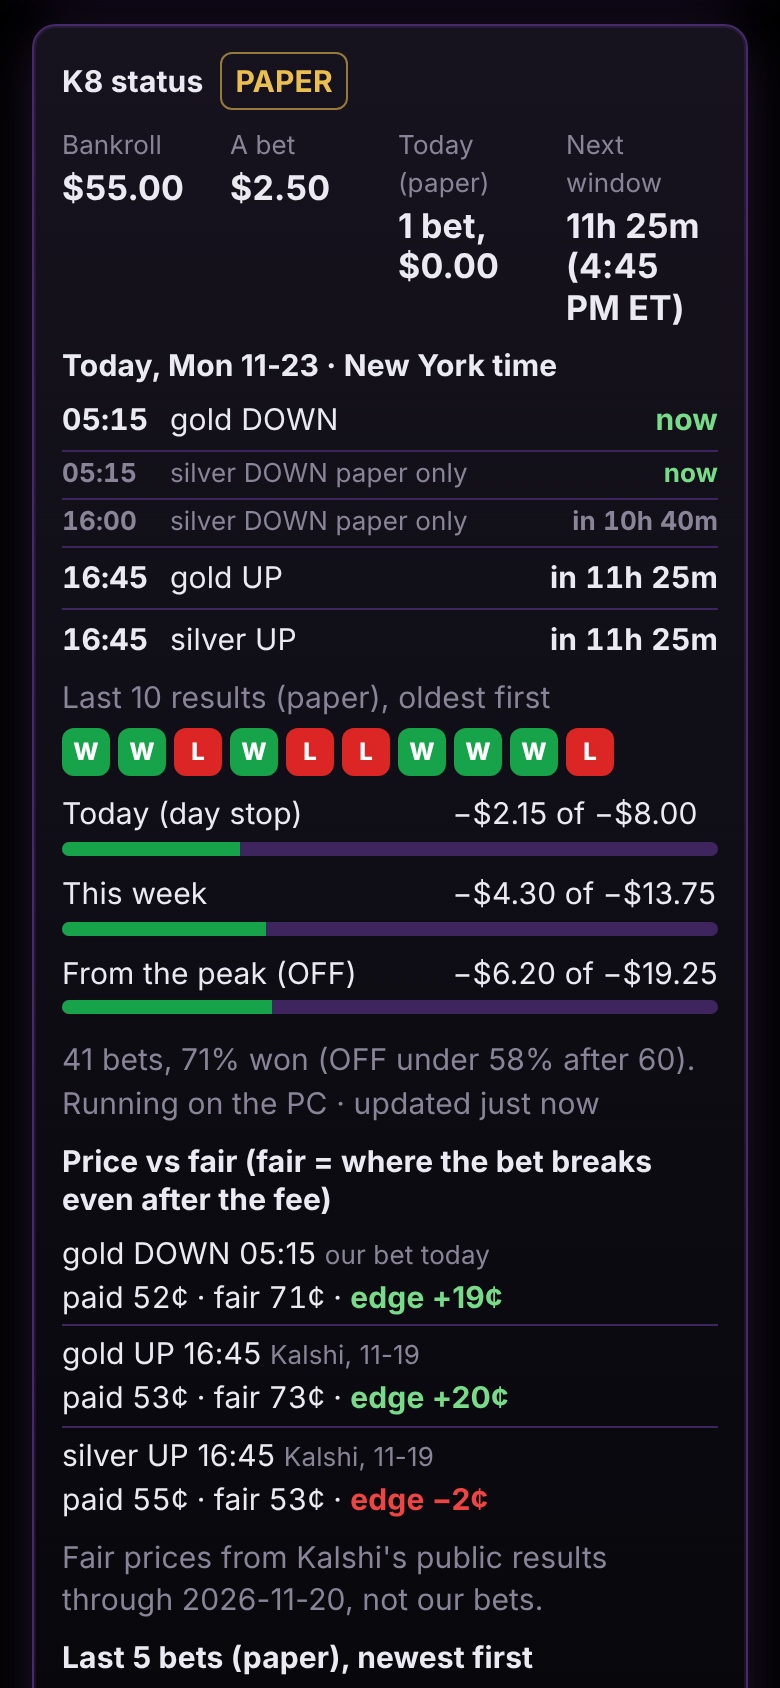 K8 status PAPER
Bankroll A bet Today (paper) Next window
$55.00 $2.50 1 bet, $0.00 11h 25m (4:45 PM ET)
Today, Mon 11-23 · New York time
05:15 gold DOWN now
05:15 silver DOWN paper only now
16:00 silver DOWN paper only in 10h 40m
16:45 gold UP in 11h 25m
16:45 silver UP in 11h 25m
Last 10 results (paper), oldest first
W W L W L L W W W L
Today (day stop) −$2.15 of −$8.00
This week −$4.30 of −$13.75
From the peak (OFF) −$6.20 of −$19.25
41 bets, 71% won (OFF under 58% after 60).
Running on the PC · updated just now
Price vs fair (fair = where the bet breaks
even after the fee)
gold DOWN 05:15 our bet today
paid 52¢ · fair 71¢ · edge +19¢
gold UP 16:45 Kalshi, 11-19
paid 53¢ · fair 73¢ · edge +20¢
silver UP 16:45 Kalshi, 11-19
paid 55¢ · fair 53¢ · edge −2¢
Fair prices from Kalshi's public results
through 2026-11-20, not our bets.
Last 5 bets (paper), newest first